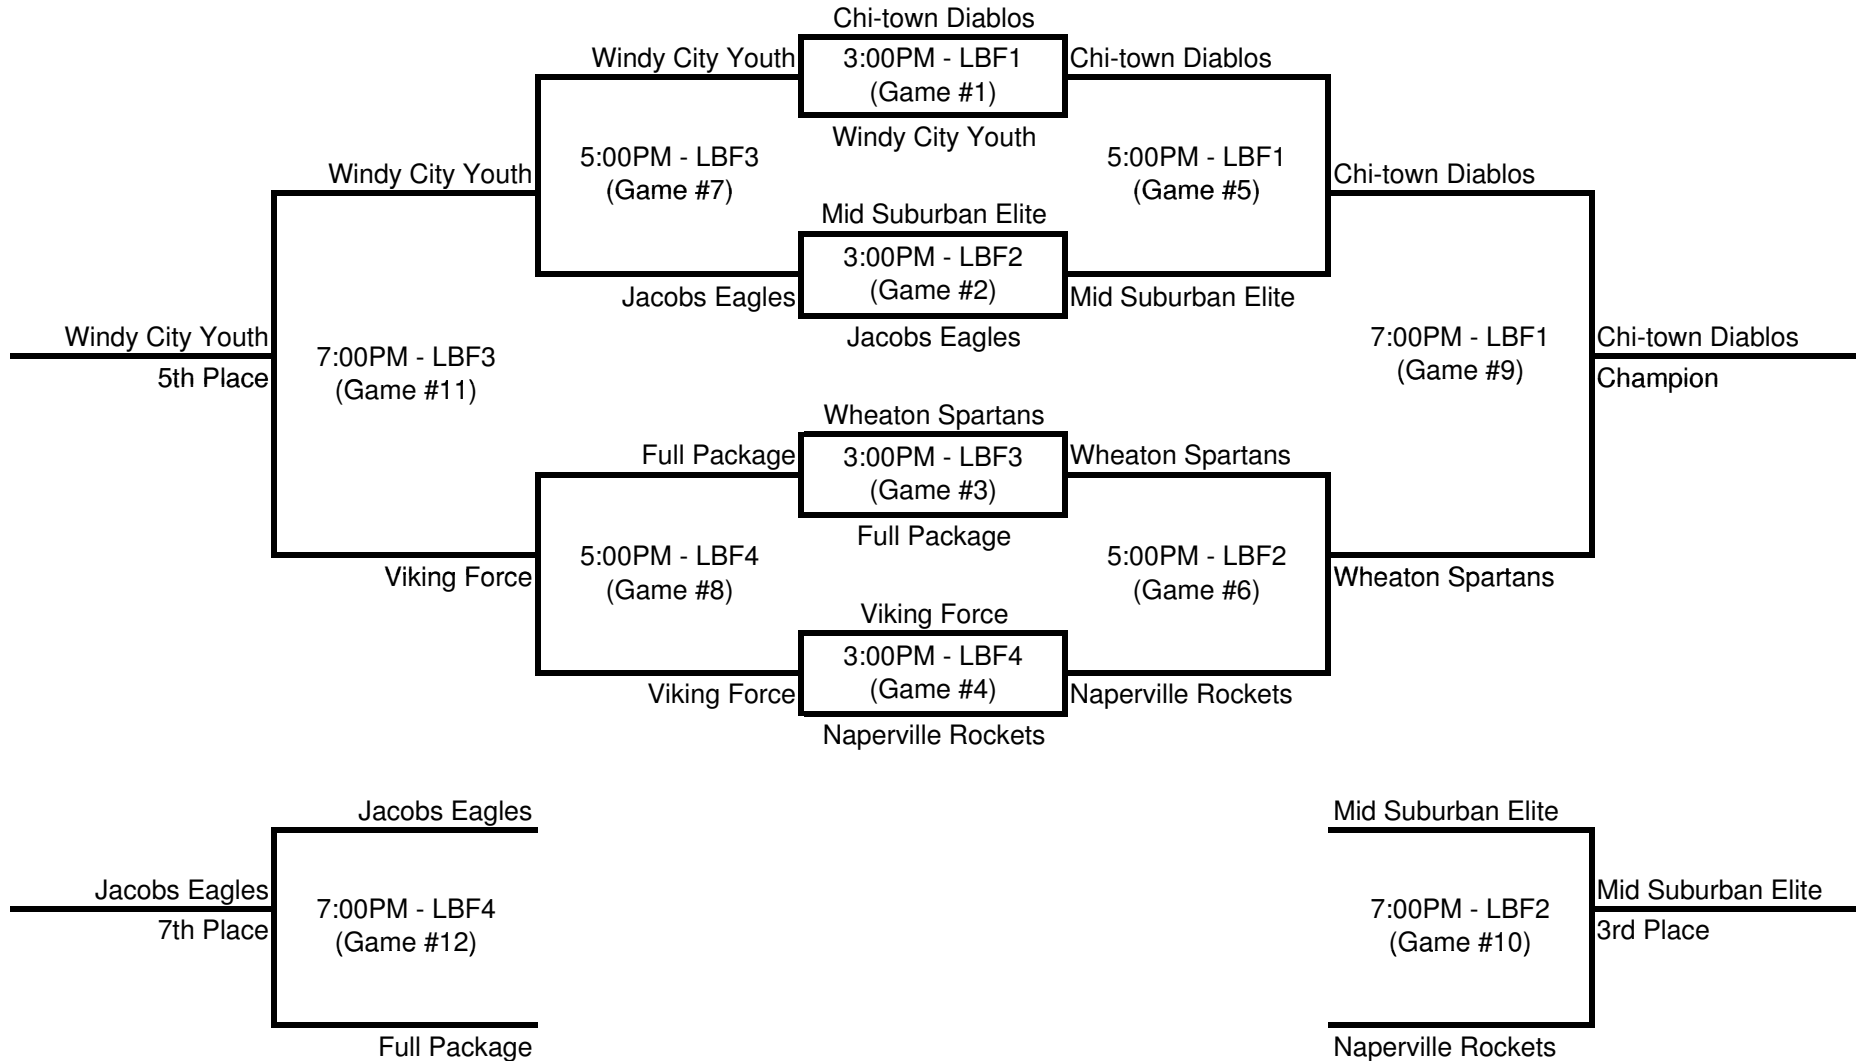 Chi-town Diablos
Windy City Youth
3:00PM - LBF1
(Game #1)
Chi-town Diablos
Windy City Youth
5:00PM - LBF3
(Game #7)
5:00PM - LBF1
(Game #5)
Windy City Youth
Chi-town Diablos
Mid Suburban Elite
3:00PM - LBF2
(Game #2)
Jacobs Eagles
Mid Suburban Elite
Jacobs Eagles
Windy City Youth
5th Place
7:00PM - LBF3
(Game #11)
7:00PM - LBF1
(Game #9)
Chi-town Diablos
Champion
Wheaton Spartans
Full Package
3:00PM - LBF3
(Game #3)
Wheaton Spartans
Full Package
5:00PM - LBF4
(Game #8)
5:00PM - LBF2
(Game #6)
Viking Force
Wheaton Spartans
Viking Force
3:00PM - LBF4
(Game #4)
Viking Force
Naperville Rockets
Naperville Rockets
Jacobs Eagles
Mid Suburban Elite
Jacobs Eagles
7th Place
7:00PM - LBF4
(Game #12)
7:00PM - LBF2
(Game #10)
Mid Suburban Elite
3rd Place
Full Package
Naperville Rockets